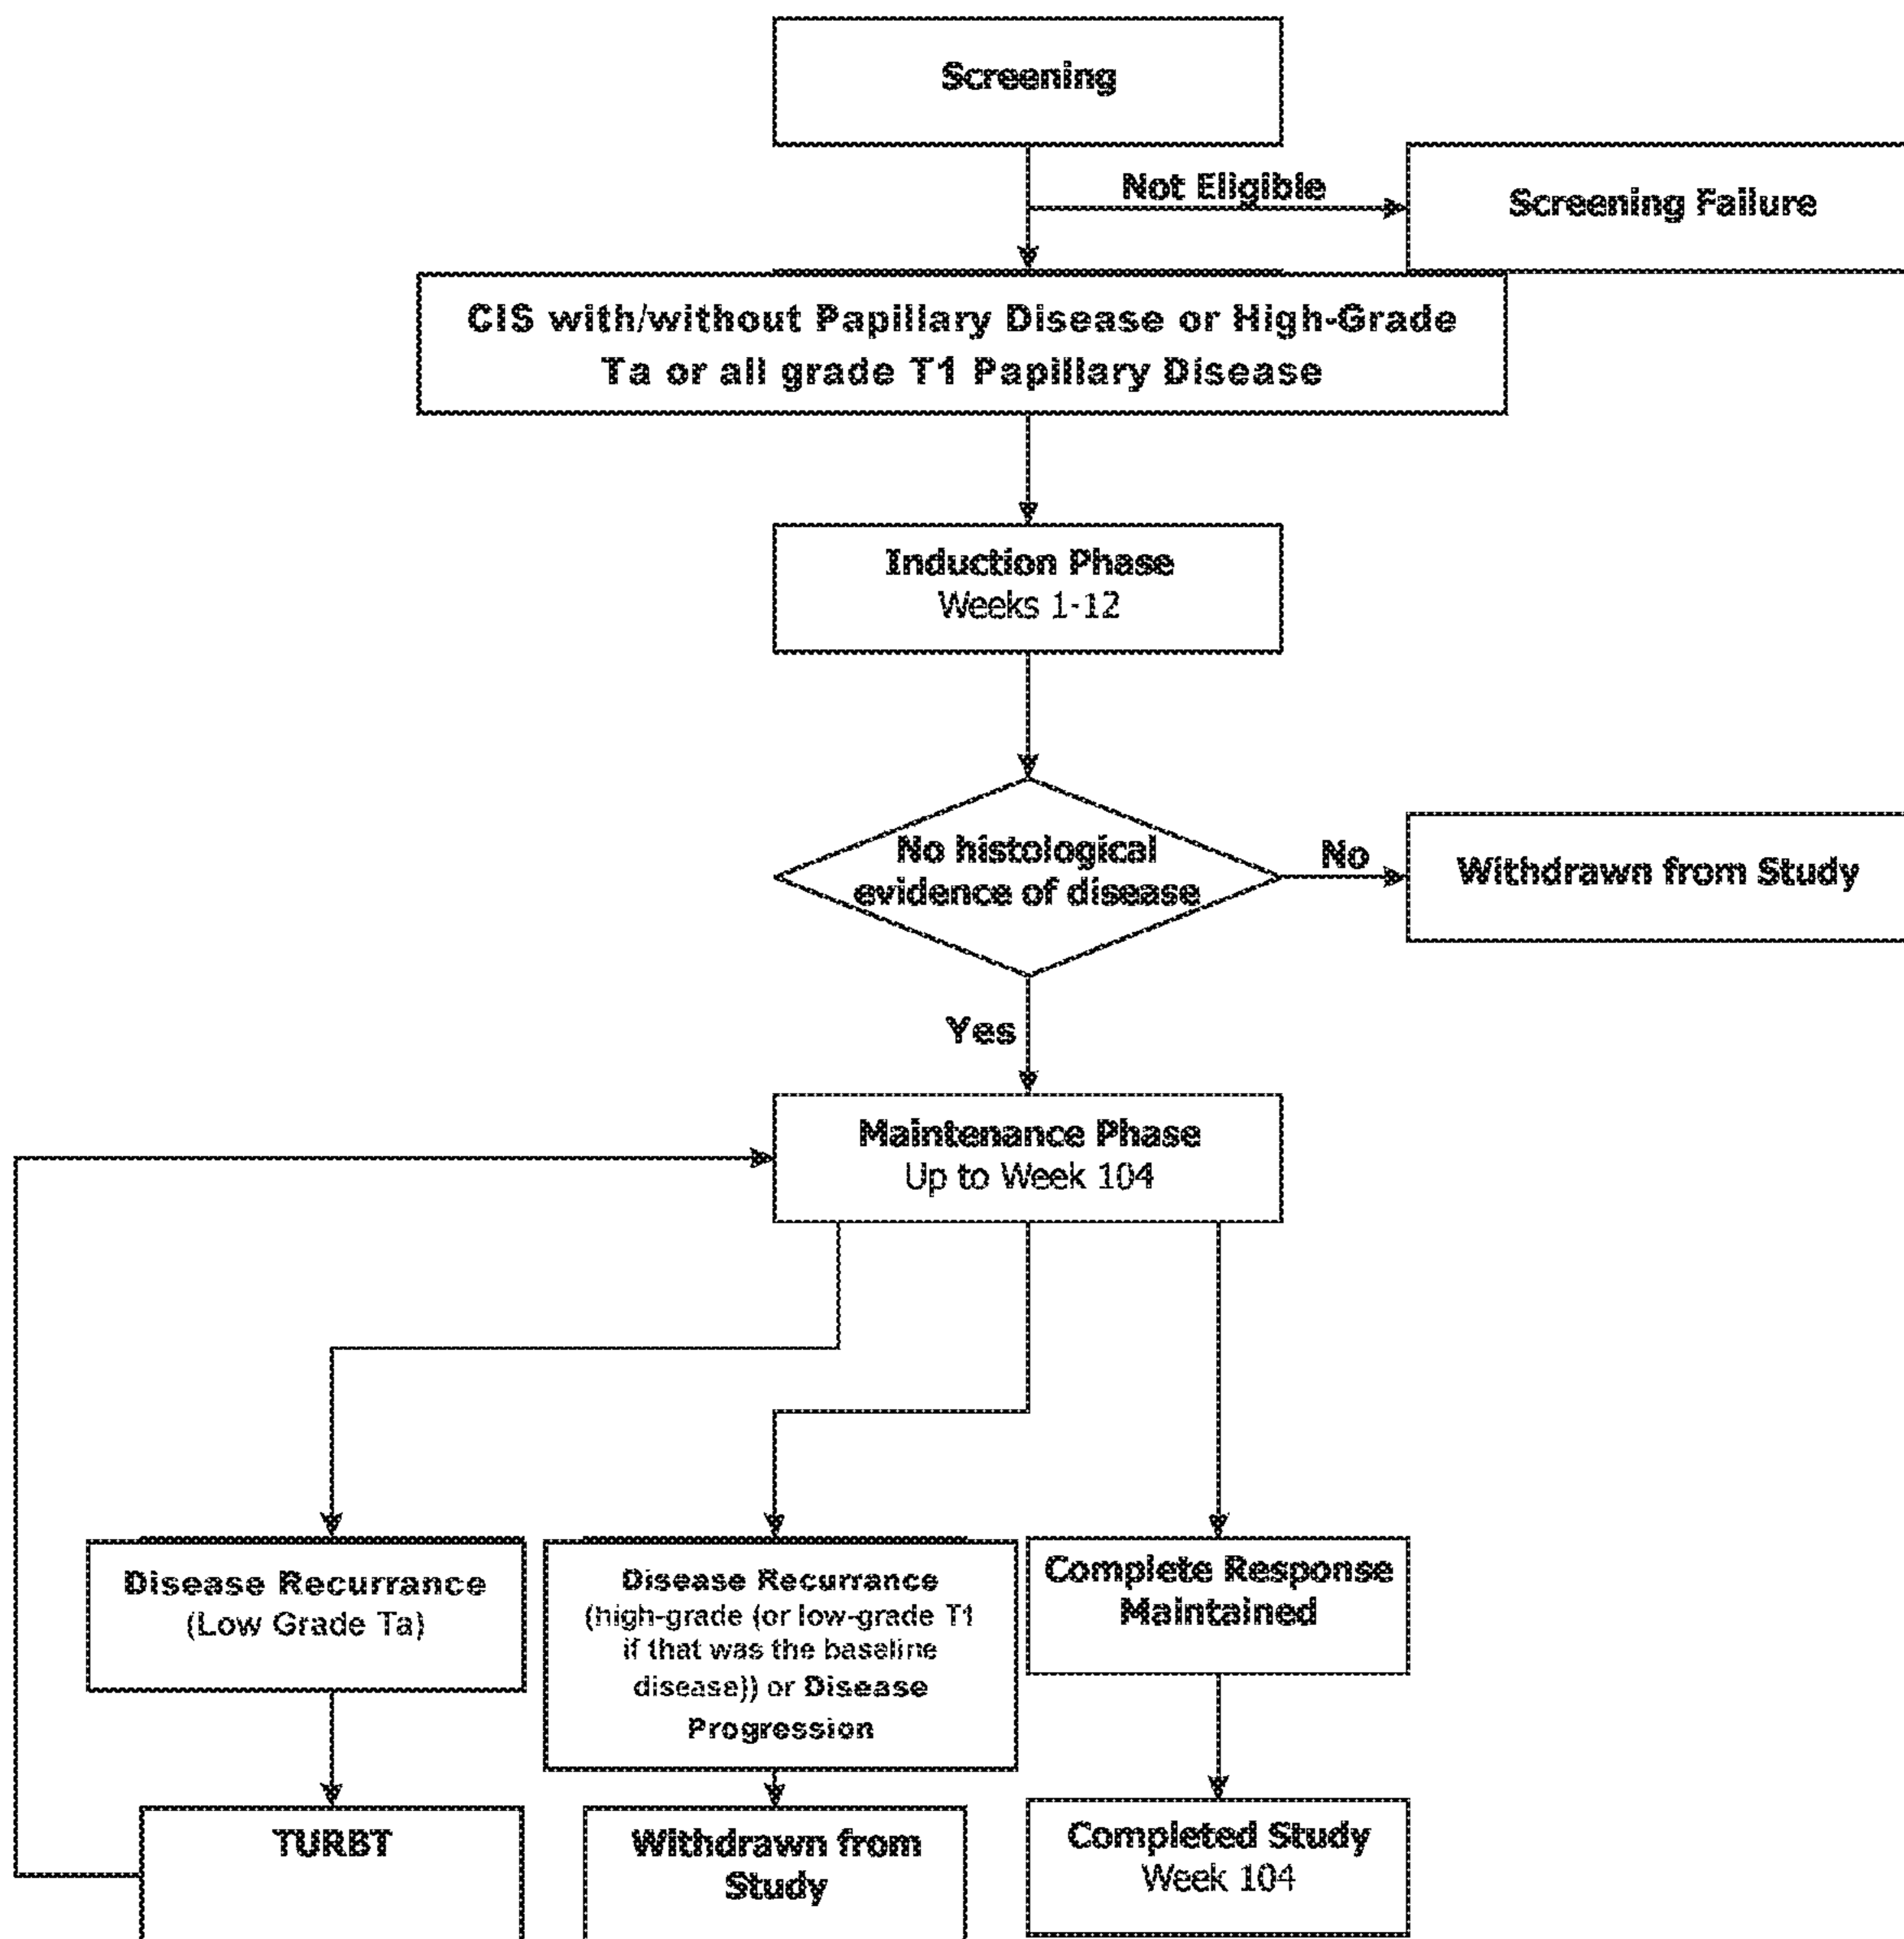 Screening
Not Eligible
Screening Failure
CIS with/without Papillary Disease or High-Grade
Ta or all grade T1 Papillary Disease
Induction Phase
Weeks 1-12
No histological
evidence of disease
No
Withdrawn from Study
Yes
Maintenance Phase
Up to Week 104
Disease Recurrance
(Low Grade Ta)
Disease Recurrance
(high-grade (or low-grade T1
if that was the baseline
disease)) or Disease
Progression
Complete Response
Maintained
TURBT
Withdrawn from
Study
Completed Study
Week 104